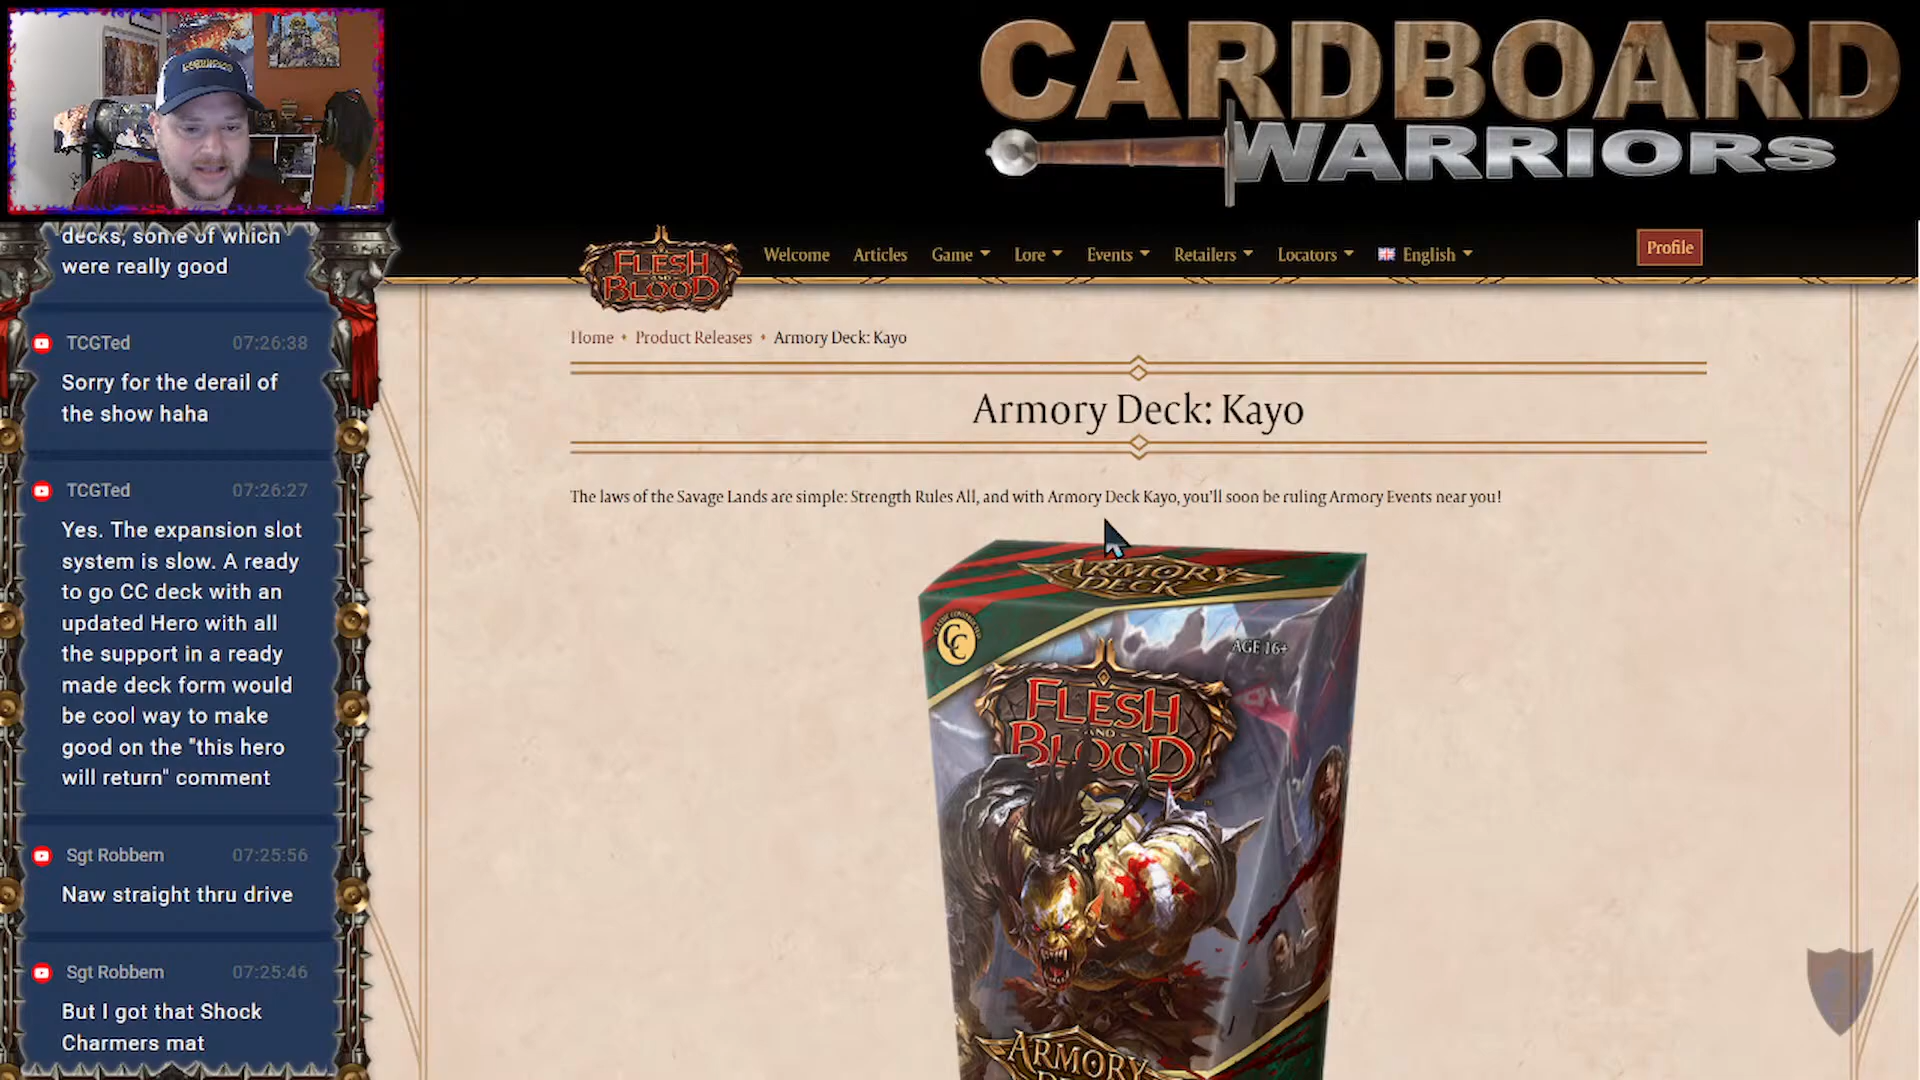 CARDBOARD
WARRIORS
FLESH
AND
BLOOD
Welcome Articles Game Lore Events Retailers Locators English Profile
Home • Product Releases • Armory Deck: Kayo
Armory Deck: Kayo
The laws of the Savage Lands are simple: Strength Rules All, and with Armory Deck Kayo, you'll soon be ruling Armory Events near you!
ARMORY
DECK
CLASSIC CONSTRUCTED
CC
AGE 16+
FLESH
AND
BLOOD
TM
ARMORY
DECK
decks, some of which
were really good
TCGTed 07:26:38
Sorry for the derail of
the show haha
TCGTed 07:26:27
Yes. The expansion slot
system is slow. A ready
to go CC deck with an
updated Hero with all
the support in a ready
made deck form would
be cool way to make
good on the "this hero
will return" comment
Sgt Robbem 07:25:56
Naw straight thru drive
Sgt Robbem 07:25:46
But I got that Shock
Charmers mat